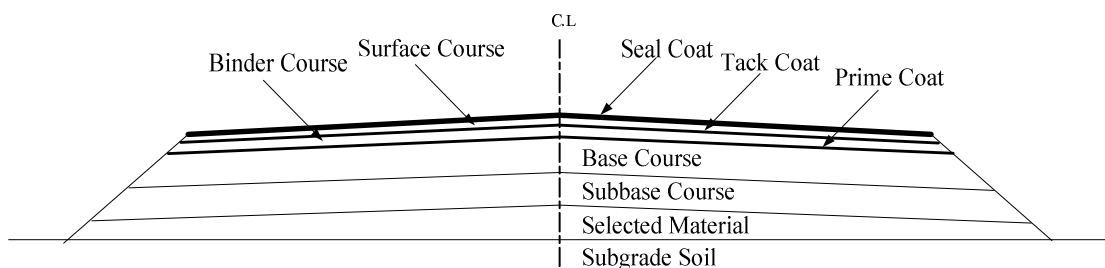 C.L
Surface Course
Seal Coat
Binder Course
Tack Coat
Prime Coat
Base Course
Subbase Course
Selected Material
Subgrade Soil